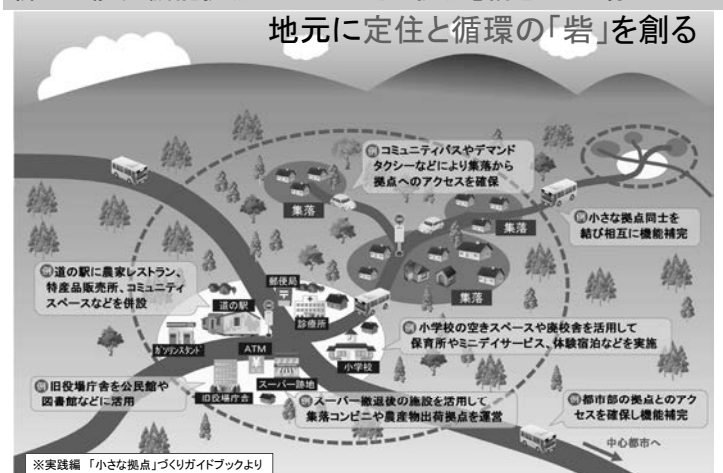 地元に定住と循環の「砦」を創る
例 コミュニティバスやデマンド
タクシーなどにより集落から
拠点へのアクセスを確保
集落
集落
例 小さな拠点同士を
結び相互に機能補完
集落
例 道の駅に農家レストラン、
特産品販売所、コミュニティ
スペースなどを併設
郵便局
道の駅
診療所
ガソリンスタンド
ATM
小学校
例 小学校の空きスペースや廃校舎を活用して
保育所やミニデイサービス、体験宿泊などを実施
例 旧役場庁舎を公民館や
図書館などに活用
旧役場庁舎
スーパー跡地
例 スーパー撤退後の施設を活用して
集落コンビニや農産物出荷拠点を運営
例 都市部の拠点とのアク
セスを確保し機能補完
中心都市へ
※実践編 「小さな拠点」づくりガイドブックより